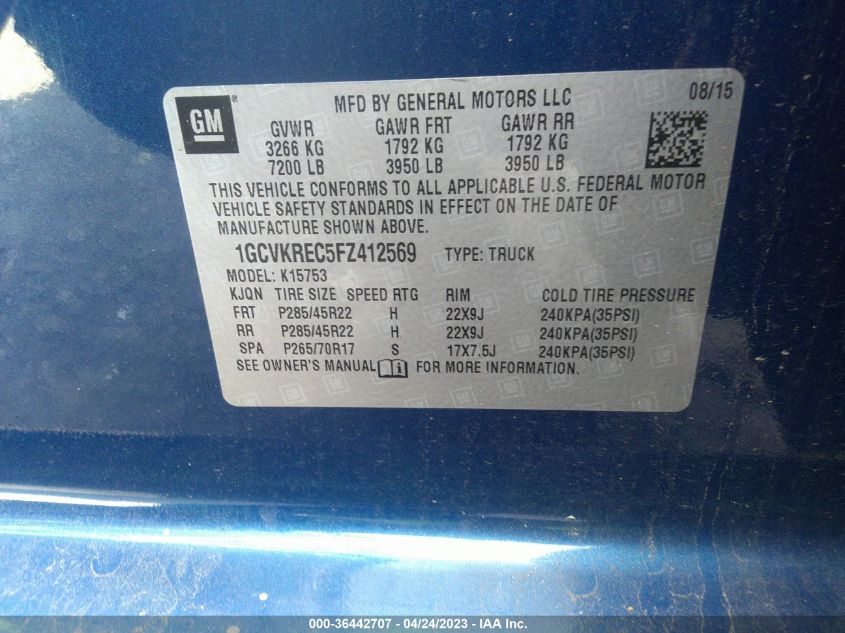 GM ®
MFD BY GENERAL MOTORS LLC
08/15
GVWR GAWR FRT GAWR RR
3266 KG 1792 KG 1792 KG
7200 LB 3950 LB 3950 LB
THIS VEHICLE CONFORMS TO ALL APPLICABLE U.S. FEDERAL MOTOR
VEHICLE SAFETY STANDARDS IN EFFECT ON THE DATE OF
MANUFACTURE SHOWN ABOVE.
1GCVKREC5FZ412569 TYPE: TRUCK
MODEL: K15753
KJQN TIRE SIZE SPEED RTG RIM COLD TIRE PRESSURE
FRT P285/45R22 H 22X9J 240KPA(35PSI)
RR P285/45R22 H 22X9J 240KPA(35PSI)
SPA P265/70R17 S 17X7.5J 240KPA(35PSI)
SEE OWNER'S MANUAL FOR MORE INFORMATION.
000-36442707 - 04/24/2023 - IAA Inc.